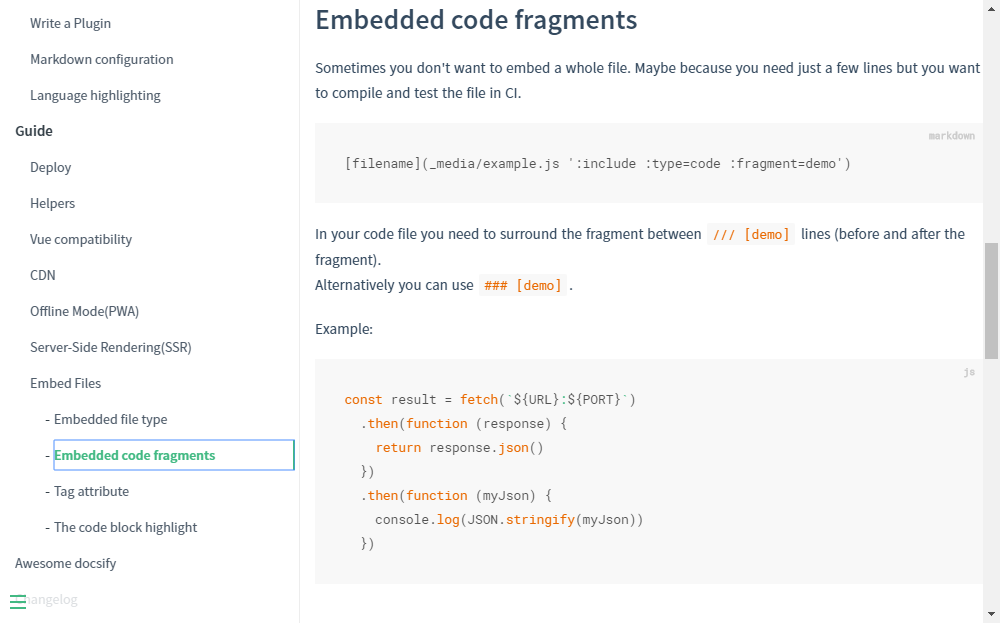 Write a Plugin
Markdown configuration
Language highlighting
Guide
Deploy
Helpers
Vue compatibility
CDN
Offline Mode(PWA)
Server-Side Rendering(SSR)
Embed Files
- Embedded file type
- Embedded code fragments
- Tag attribute
- The code block highlight
Awesome docsify
Changelog
Embedded code fragments
Sometimes you don't want to embed a whole file. Maybe because you need just a few lines but you want
to compile and test the file in CI.
markdown
[filename](_media/example.js ':include :type=code :fragment=demo')
In your code file you need to surround the fragment between /// [demo] lines (before and after the
fragment).
Alternatively you can use ### [demo] .
Example:
js
const result = fetch(`${URL}:${PORT}`)
  .then(function (response) {
    return response.json()
  })
  .then(function (myJson) {
    console.log(JSON.stringify(myJson))
  })